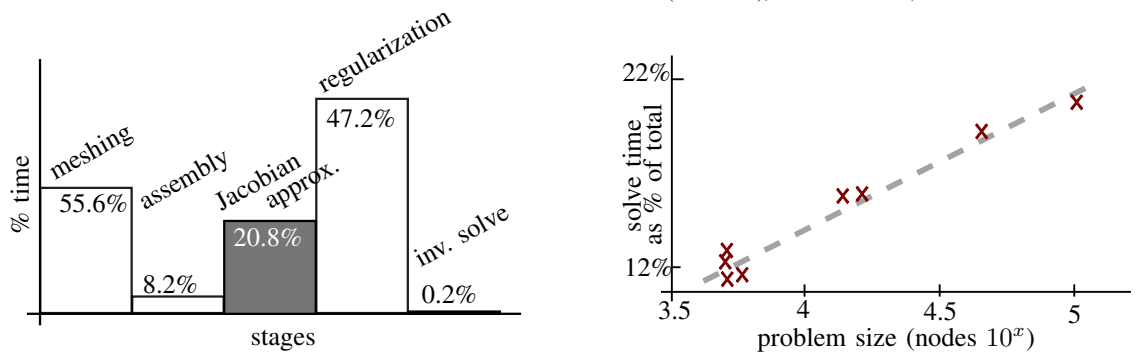 regularization
meshing
assembly
Jacobian
approx.
inv. solve
% time
55.6%
8.2%
20.8%
47.2%
0.2%
stages
22%
12%
solve time
as % of total
3.5
4
4.5
5
problem size (nodes 10ˣ)